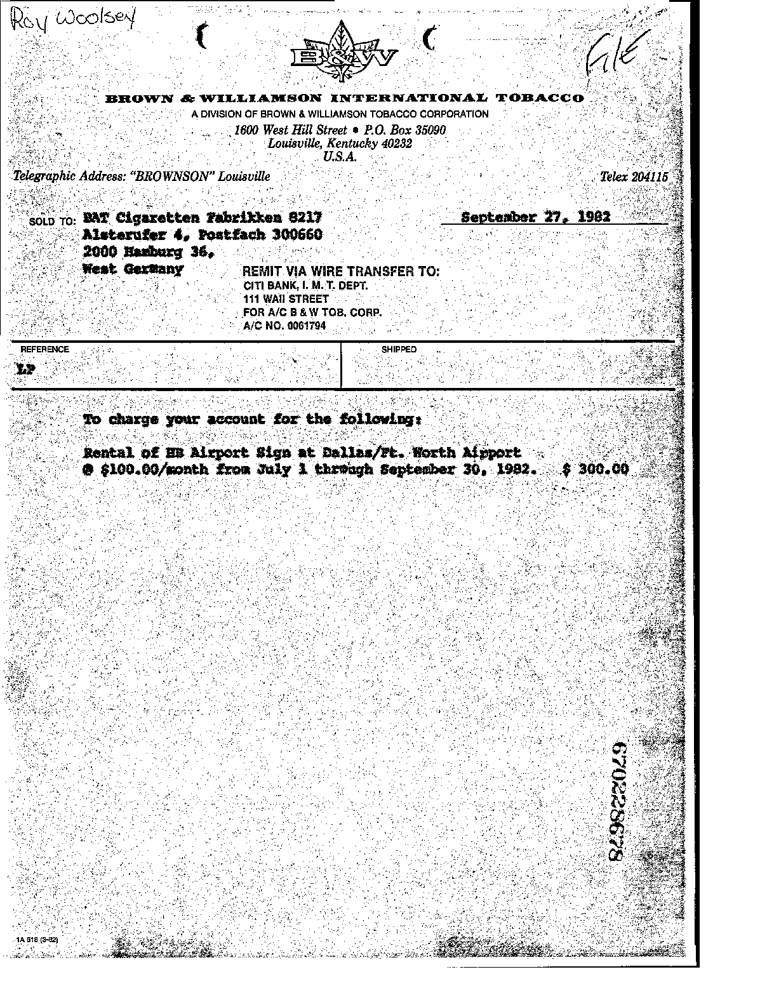 Roy Woolsey
G/E
B&W
BROWN & WILLIAMSON INTERNATIONAL TOBACCO
A DIVISION OF BROWN & WILLIAMSON TOBACCO CORPORATION
1600 West Hill Street • P.O. Box 35090
Louisville, Kentucky 40232
U.S.A.
Telegraphic Address: "BROWNSON" Louisville
Telex 204115
SOLD TO: BAT Cigaretten Fabrikken 8217
September 27, 1982
Alsterufer 4, Postfach 300660
2000 Hamburg 36,
West Germany
REMIT VIA WIRE TRANSFER TO:
CITI BANK, I. M. T. DEPT.
111 WAll STREET
FOR A/C B & W TOB. CORP.
A/C NO. 0061794
REFERENCE
SHIPPED
LP
To charge your account for the following:
Rental of HB Airport Sign at Dallas/Ft. Worth Airport
@ $100.00/month from July 1 through September 30, 1982. $ 300.00
670228678
1A 818 (3-82)